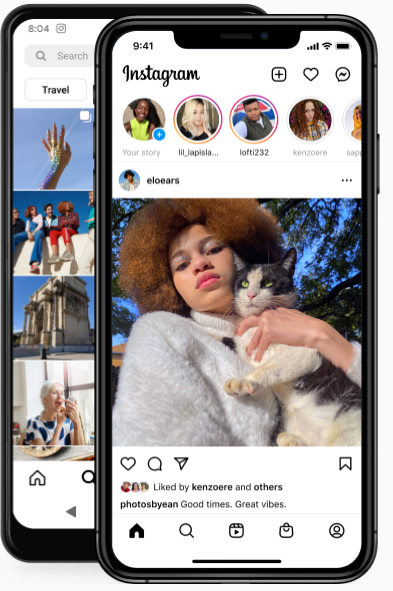 8:04
Search
Travel
9:41
Instagram
Your story
lil_lapisla...
lofti232
kenzoere
sapp
eloears
Liked by kenzoere and others
photosbyean Good times. Great vibes.